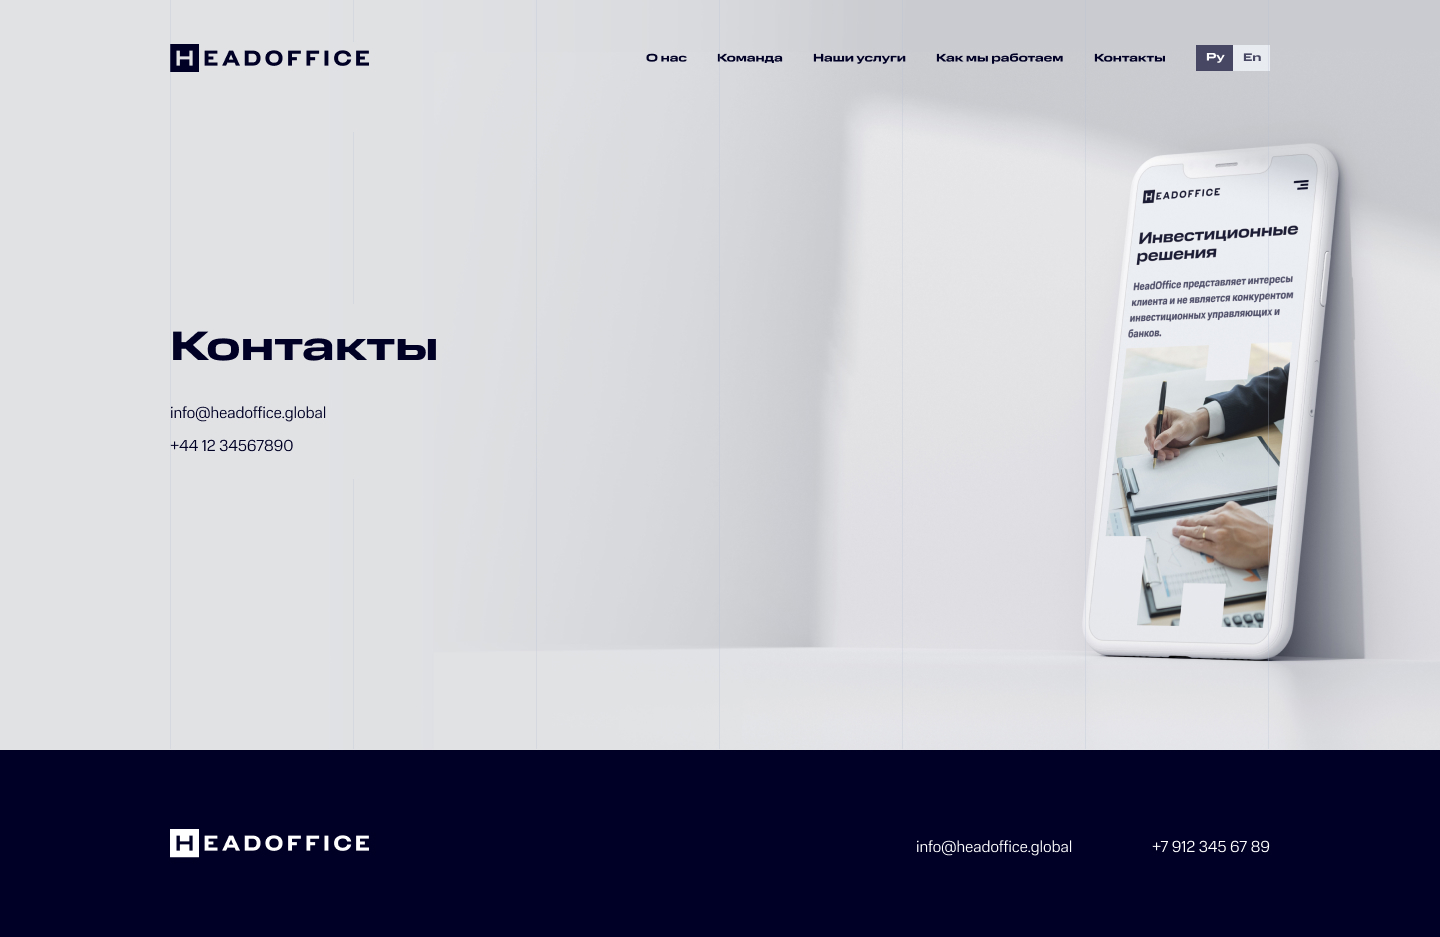 HEADOFFICE
О нас Команда Наши услуги Как мы работаем Контакты Ру En
HEADOFFICE
Инвестиционные
решения
HeadOffice представляет интересы
клиента и не является конкурентом
инвестиционных управляющих и
банков.
Контакты
info@headoffice.global
+44 12 34567890
HEADOFFICE
info@headoffice.global +7 912 345 67 89